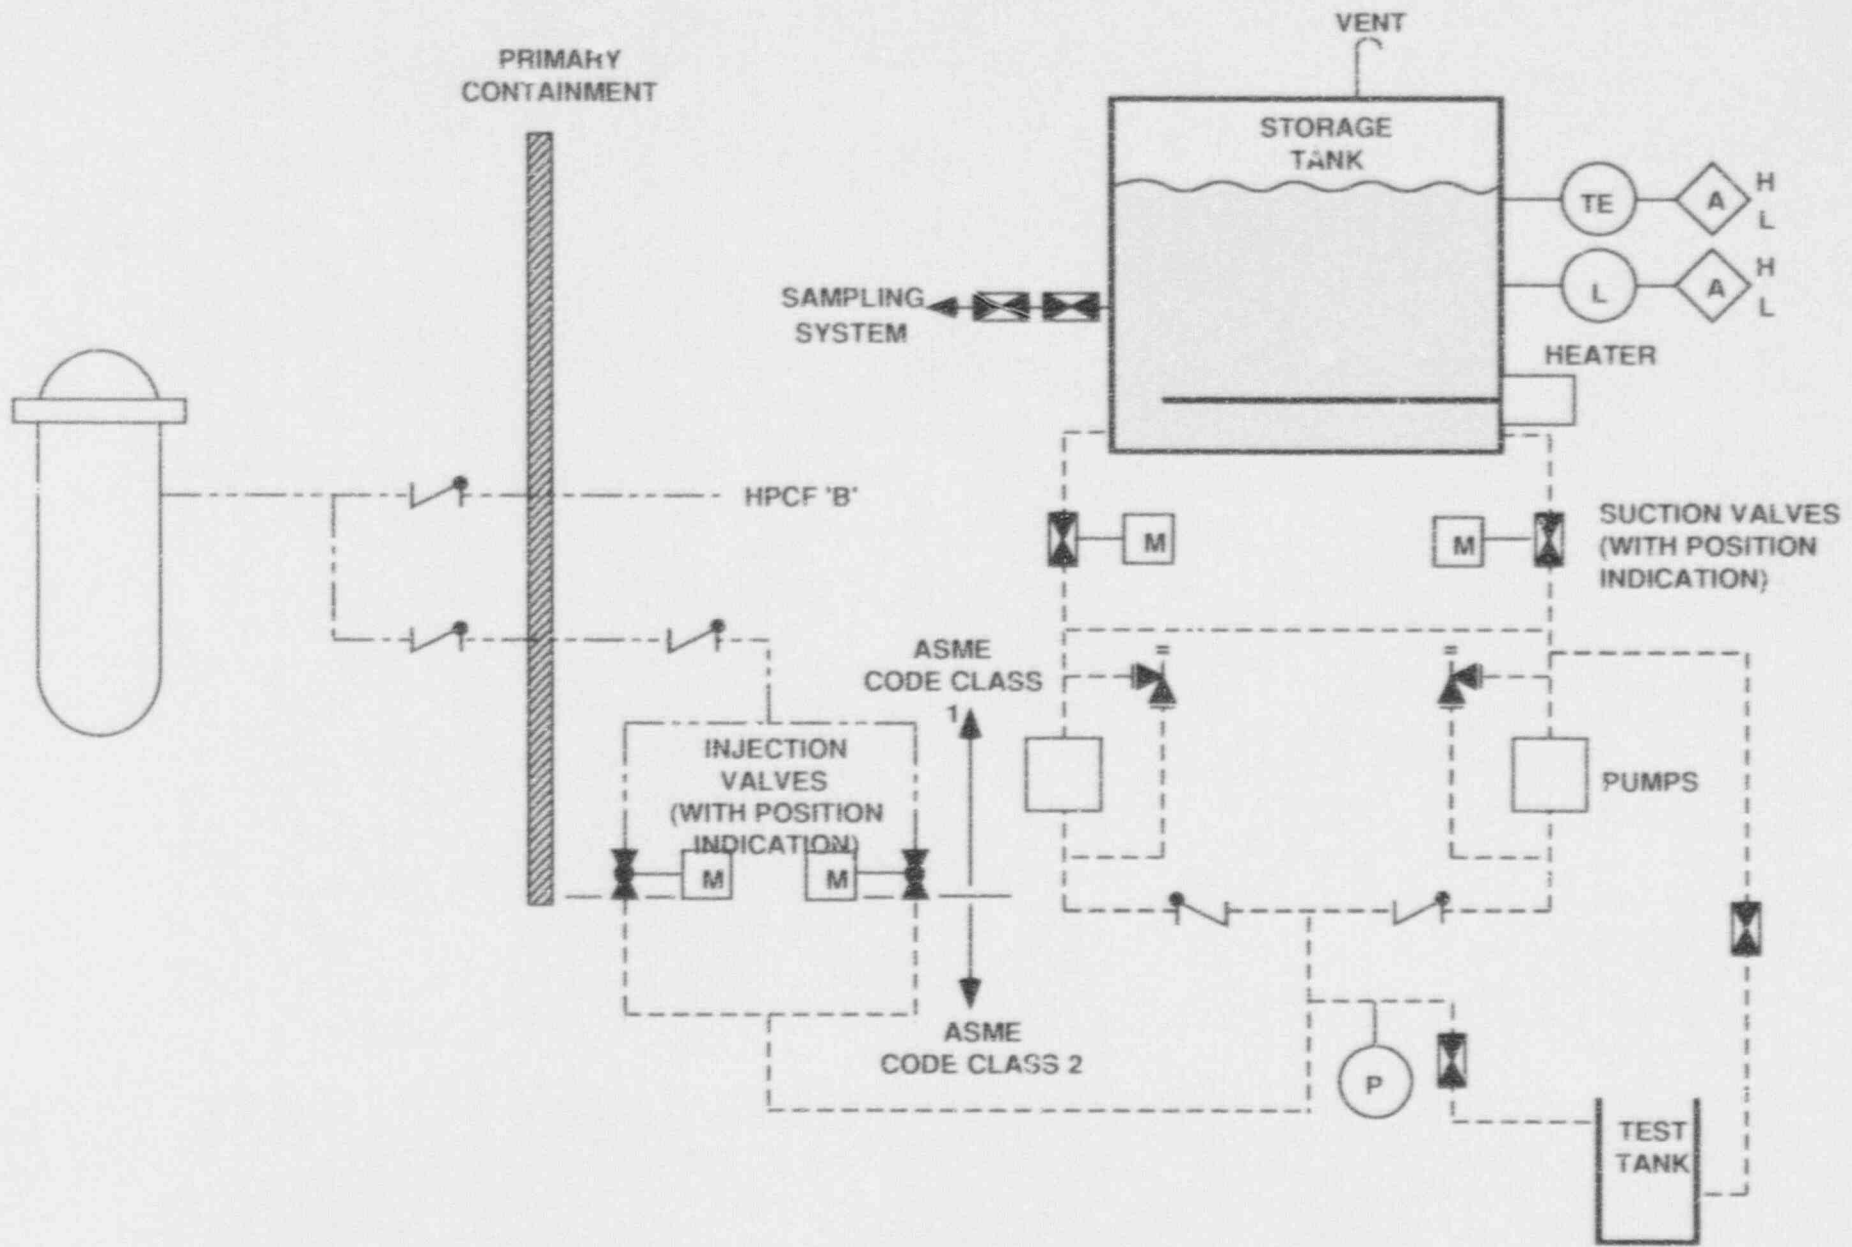 VENT
PRIMARY
CONTAINMENT
STORAGE
TANK
TE
A
H
L
L
A
H
L
SAMPLING
SYSTEM
HEATER
HPCF 'B'
M
M
SUCTION VALVES
(WITH POSITION
INDICATION)
ASME
CODE CLASS
1
INJECTION
VALVES
(WITH POSITION
INDICATION)
M
M
PUMPS
ASME
CODE CLASS 2
P
TEST
TANK